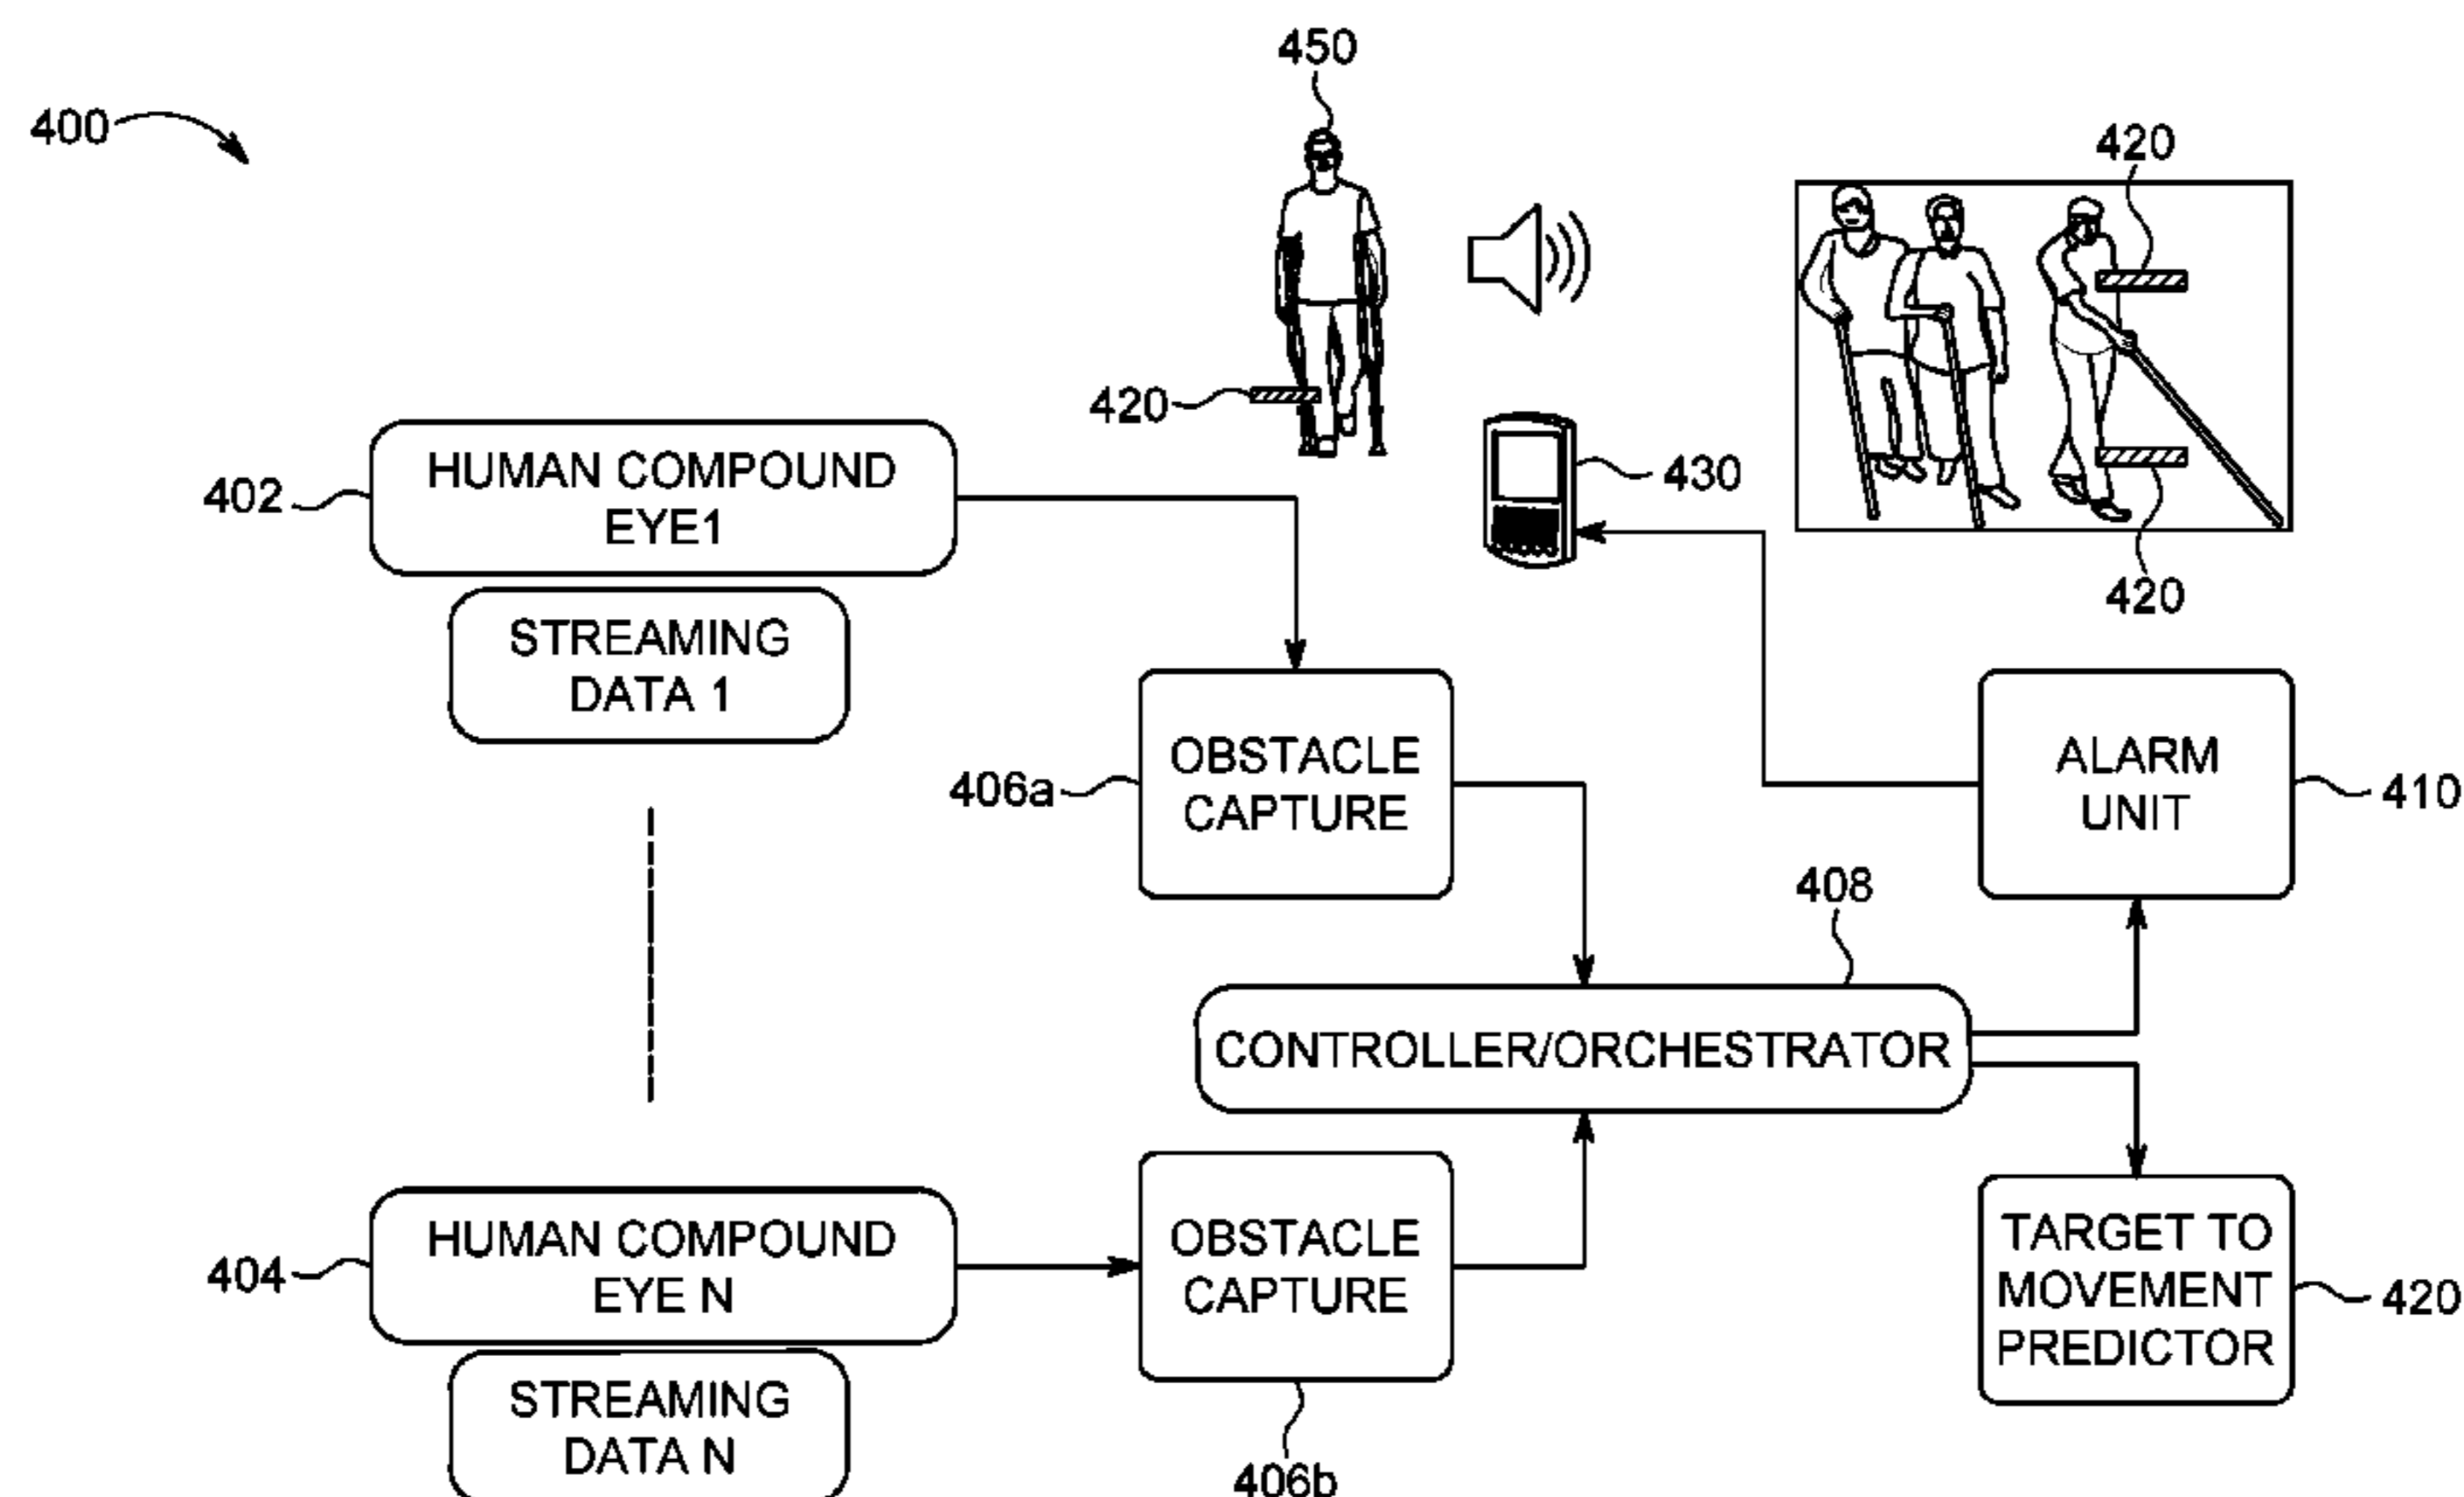 450
400
420
420
HUMAN COMPOUND
EYE1
402
430
420
STREAMING
DATA 1
OBSTACLE
CAPTURE
406a
ALARM
UNIT
410
408
CONTROLLER/ORCHESTRATOR
HUMAN COMPOUND
EYE N
404
OBSTACLE
CAPTURE
TARGET TO
MOVEMENT
PREDICTOR
420
STREAMING
DATA N
406b